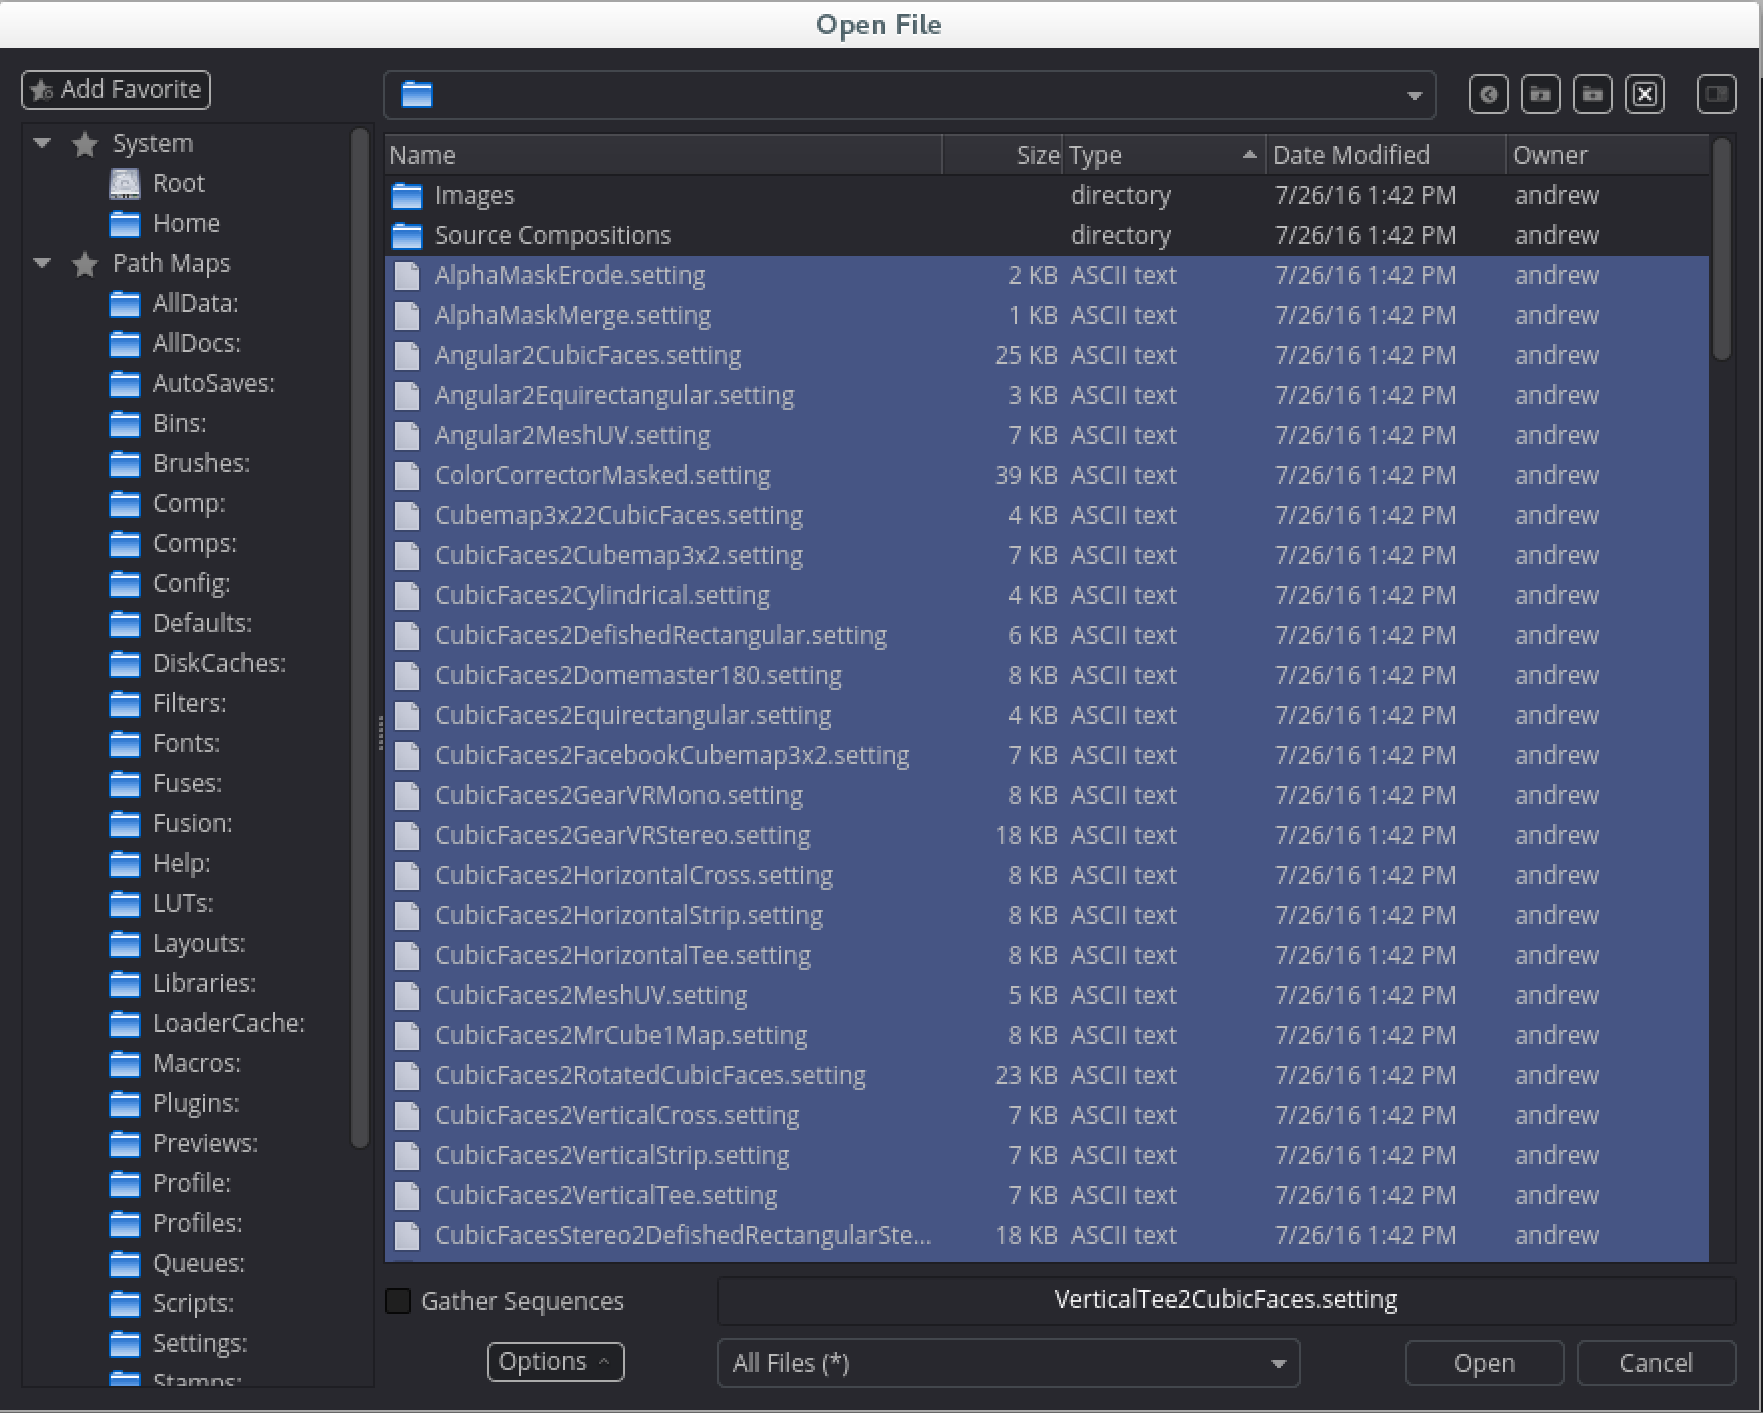 Open File
Add Favorite
System
Root
Home
Path Maps
AllData:
AllDocs:
AutoSaves:
Bins:
Brushes:
Comp:
Comps:
Config:
Defaults:
DiskCaches:
Filters:
Fonts:
Fuses:
Fusion:
Help:
LUTs:
Layouts:
Libraries:
LoaderCache:
Macros:
Plugins:
Previews:
Profile:
Profiles:
Queues:
Scripts:
Settings:
Stamps:
Name Size Type Date Modified Owner
Images directory 7/26/16 1:42 PM andrew
Source Compositions directory 7/26/16 1:42 PM andrew
AlphaMaskErode.setting 2 KB ASCII text 7/26/16 1:42 PM andrew
AlphaMaskMerge.setting 1 KB ASCII text 7/26/16 1:42 PM andrew
Angular2CubicFaces.setting 25 KB ASCII text 7/26/16 1:42 PM andrew
Angular2Equirectangular.setting 3 KB ASCII text 7/26/16 1:42 PM andrew
Angular2MeshUV.setting 7 KB ASCII text 7/26/16 1:42 PM andrew
ColorCorrectorMasked.setting 39 KB ASCII text 7/26/16 1:42 PM andrew
Cubemap3x22CubicFaces.setting 4 KB ASCII text 7/26/16 1:42 PM andrew
CubicFaces2Cubemap3x2.setting 7 KB ASCII text 7/26/16 1:42 PM andrew
CubicFaces2Cylindrical.setting 4 KB ASCII text 7/26/16 1:42 PM andrew
CubicFaces2DefishedRectangular.setting 6 KB ASCII text 7/26/16 1:42 PM andrew
CubicFaces2Domemaster180.setting 8 KB ASCII text 7/26/16 1:42 PM andrew
CubicFaces2Equirectangular.setting 4 KB ASCII text 7/26/16 1:42 PM andrew
CubicFaces2FacebookCubemap3x2.setting 7 KB ASCII text 7/26/16 1:42 PM andrew
CubicFaces2GearVRMono.setting 8 KB ASCII text 7/26/16 1:42 PM andrew
CubicFaces2GearVRStereo.setting 18 KB ASCII text 7/26/16 1:42 PM andrew
CubicFaces2HorizontalCross.setting 8 KB ASCII text 7/26/16 1:42 PM andrew
CubicFaces2HorizontalStrip.setting 8 KB ASCII text 7/26/16 1:42 PM andrew
CubicFaces2HorizontalTee.setting 8 KB ASCII text 7/26/16 1:42 PM andrew
CubicFaces2MeshUV.setting 5 KB ASCII text 7/26/16 1:42 PM andrew
CubicFaces2MrCube1Map.setting 8 KB ASCII text 7/26/16 1:42 PM andrew
CubicFaces2RotatedCubicFaces.setting 23 KB ASCII text 7/26/16 1:42 PM andrew
CubicFaces2VerticalCross.setting 7 KB ASCII text 7/26/16 1:42 PM andrew
CubicFaces2VerticalStrip.setting 7 KB ASCII text 7/26/16 1:42 PM andrew
CubicFaces2VerticalTee.setting 7 KB ASCII text 7/26/16 1:42 PM andrew
CubicFacesStereo2DefishedRectangularSte... 18 KB ASCII text 7/26/16 1:42 PM andrew
Gather Sequences VerticalTee2CubicFaces.setting
Options All Files (*) Open Cancel